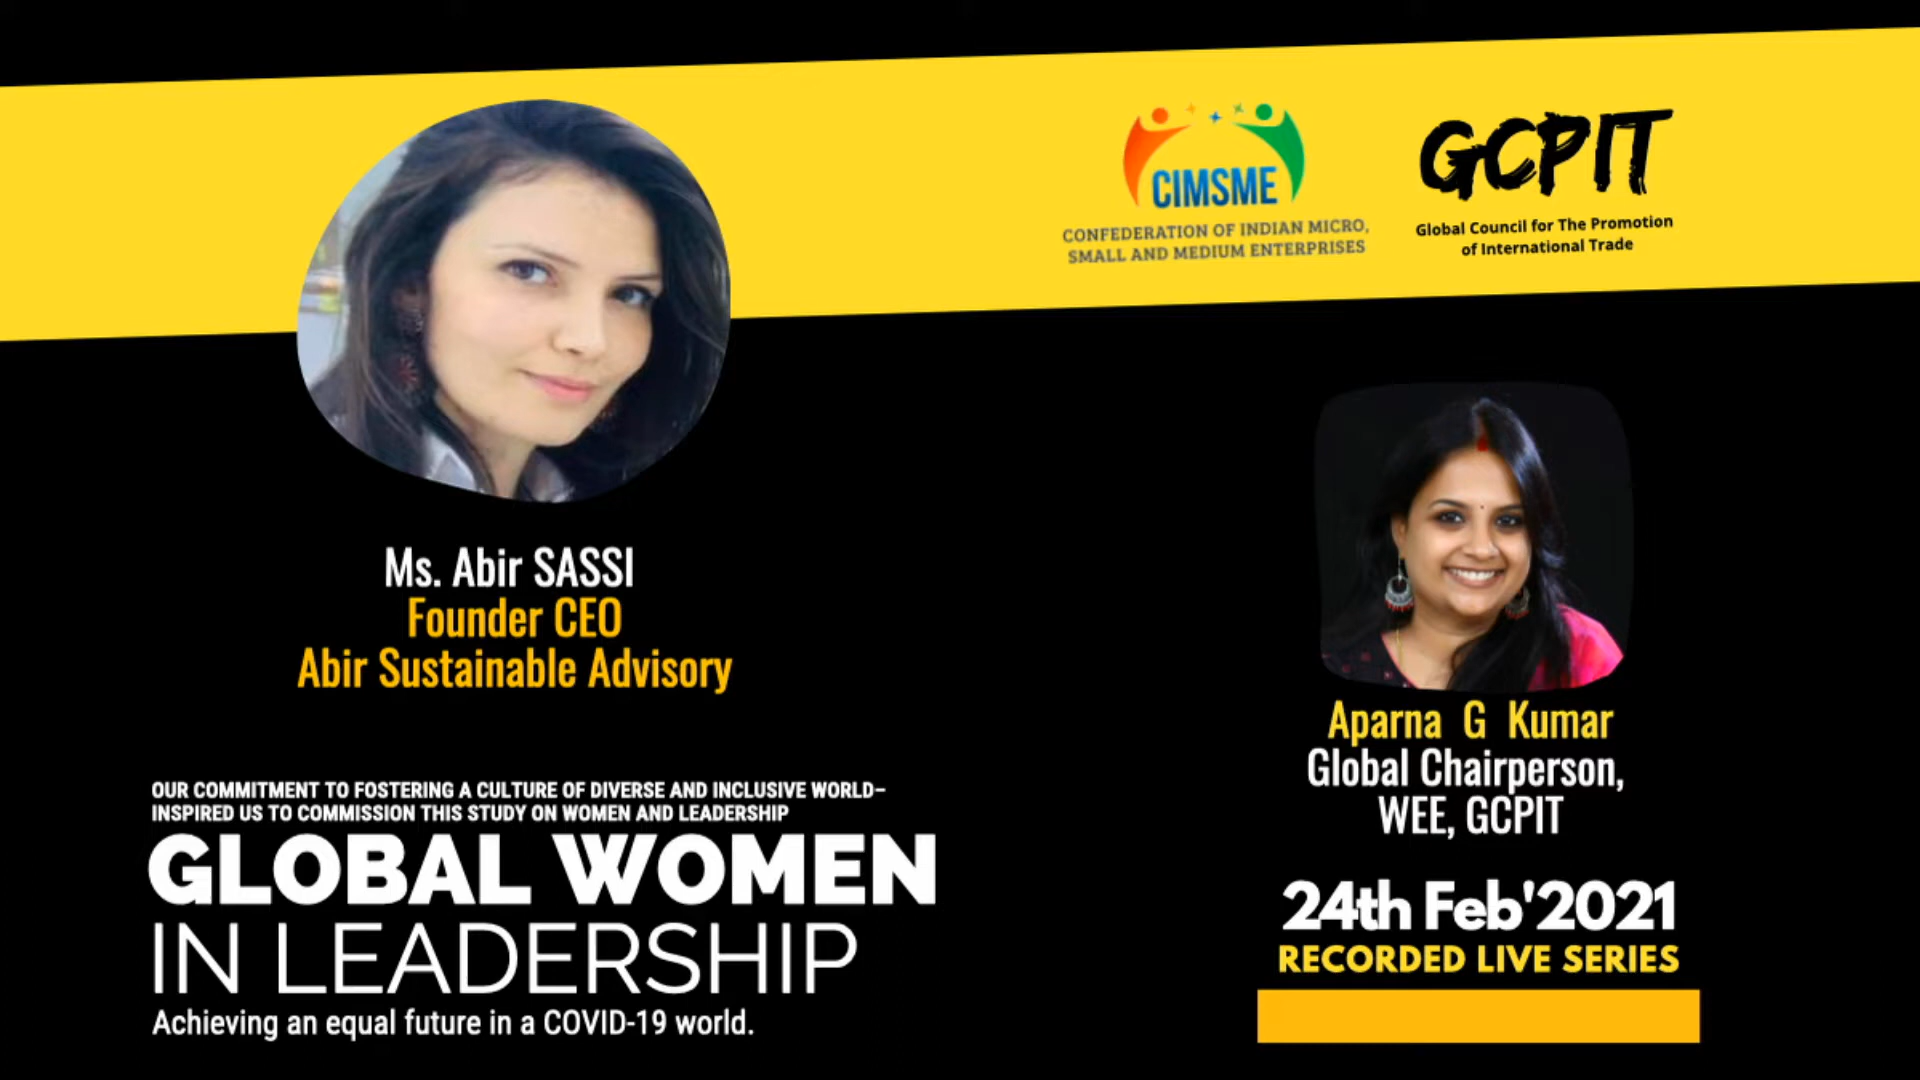 CIMSME
CONFEDERATION OF INDIAN MICRO,
SMALL AND MEDIUM ENTERPRISES
GCPIT
Global Council for The Promotion
of International Trade
Ms. Abir SASSI
Founder CEO
Abir Sustainable Advisory
Aparna G Kumar
Global Chairperson,
WEE, GCPIT
OUR COMMITMENT TO FOSTERING A CULTURE OF DIVERSE AND INCLUSIVE WORLD–
INSPIRED US TO COMMISSION THIS STUDY ON WOMEN AND LEADERSHIP
GLOBAL WOMEN
IN LEADERSHIP
Achieving an equal future in a COVID-19 world.
24th Feb'2021
RECORDED LIVE SERIES